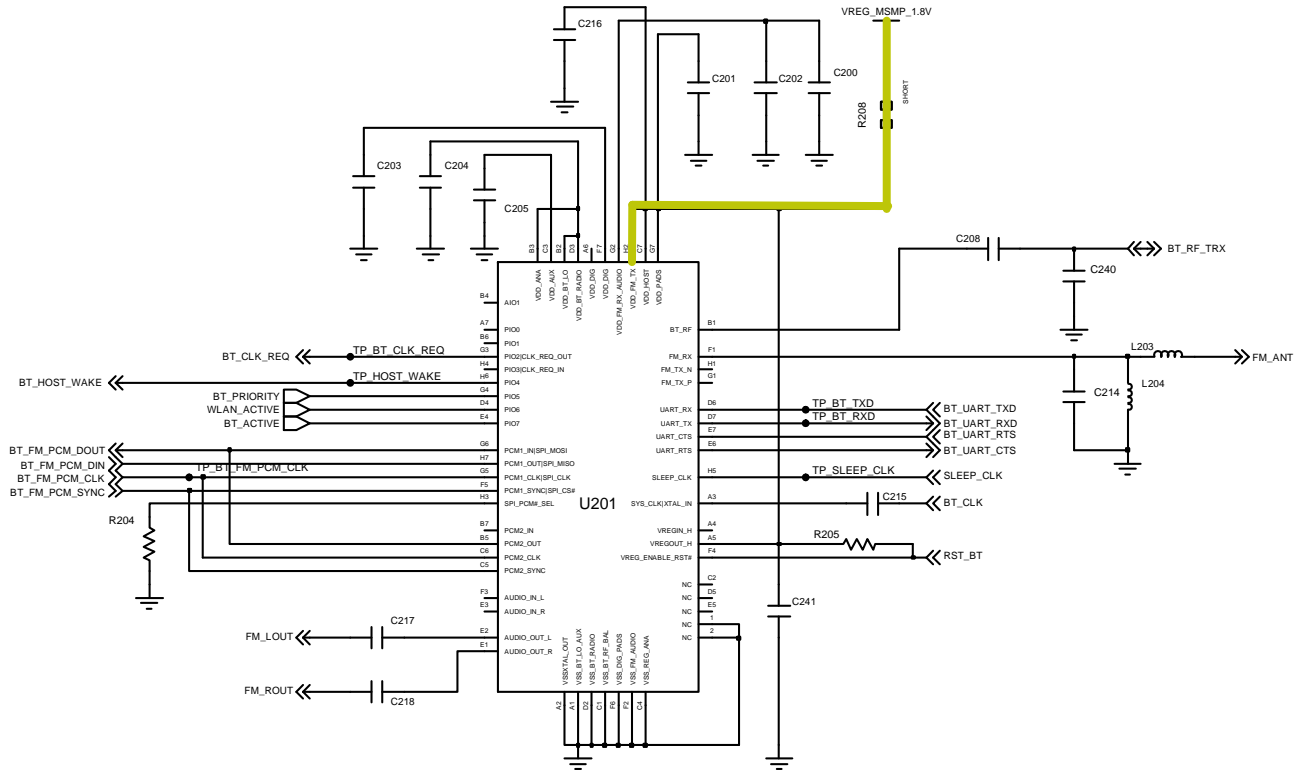 VREG_MSMP_1.8V
C216
C201
C202
C200
R208
SHORT
C203
C204
C205
B3
C3
B2
D3
A6
F7
G2
H2
C7
G7
VDD_ANA
VDD_AUX
VDD_BT_LO
VDD_BT_RADIO
VDD_DIG
VDD_DIG
VDD_FM_RX_AUDIO
VDD_FM_TX
VDD_HOST
VDD_PADS
C208
BT_RF_TRX
C240
B4 AIO1
A7 PIO0
B6 PIO1
BT_CLK_REQ TP_BT_CLK_REQ G3 PIO2|CLK_REQ_OUT
H4 PIO3|CLK_REQ_IN
BT_HOST_WAKE TP_HOST_WAKE H6 PIO4
BT_PRIORITY G4 PIO5
WLAN_ACTIVE D4 PIO6
BT_ACTIVE E4 PIO7
BT_FM_PCM_DOUT G6 PCM1_IN|SPI_MOSI
BT_FM_PCM_DIN H7 PCM1_OUT|SPI_MISO
BT_FM_PCM_CLK TP_BT_FM_PCM_CLK G5 PCM1_CLK|SPI_CLK
BT_FM_PCM_SYNC F5 PCM1_SYNC|SPI_CS#
H3 SPI_PCM#_SEL
R204
U201
B7 PCM2_IN
B5 PCM2_OUT
C6 PCM2_CLK
C5 PCM2_SYNC
F3 AUDIO_IN_L
E3 AUDIO_IN_R
FM_LOUT C217 E2 AUDIO_OUT_L
E1 AUDIO_OUT_R
FM_ROUT C218
BT_RF B1
FM_RX F1
L203
FM_ANT
FM_TX_N H1
FM_TX_P G1
C214
L204
UART_RX D6 TP_BT_TXD BT_UART_TXD
UART_TX D7 TP_BT_RXD BT_UART_RXD
UART_CTS E7 BT_UART_RTS
UART_RTS E6 BT_UART_CTS
SLEEP_CLK H5 TP_SLEEP_CLK SLEEP_CLK
SYS_CLK|XTAL_IN A3 C215 BT_CLK
VREGIN_H A4
VREGOUT_H A5 R205
VREG_ENABLE_RST# F4 RST_BT
NC C2
NC D5
NC E5
NC 1
NC 2
C241
VSSXTAL_OUT
VSS_BT_LO_AUX
VSS_BT_RADIO
VSS_BT_RF_BAL
VSS_DIG_PADS
VSS_FM_AUDIO
VSS_REG_ANA
A2
A1
D2
C1
F6
F2
C4